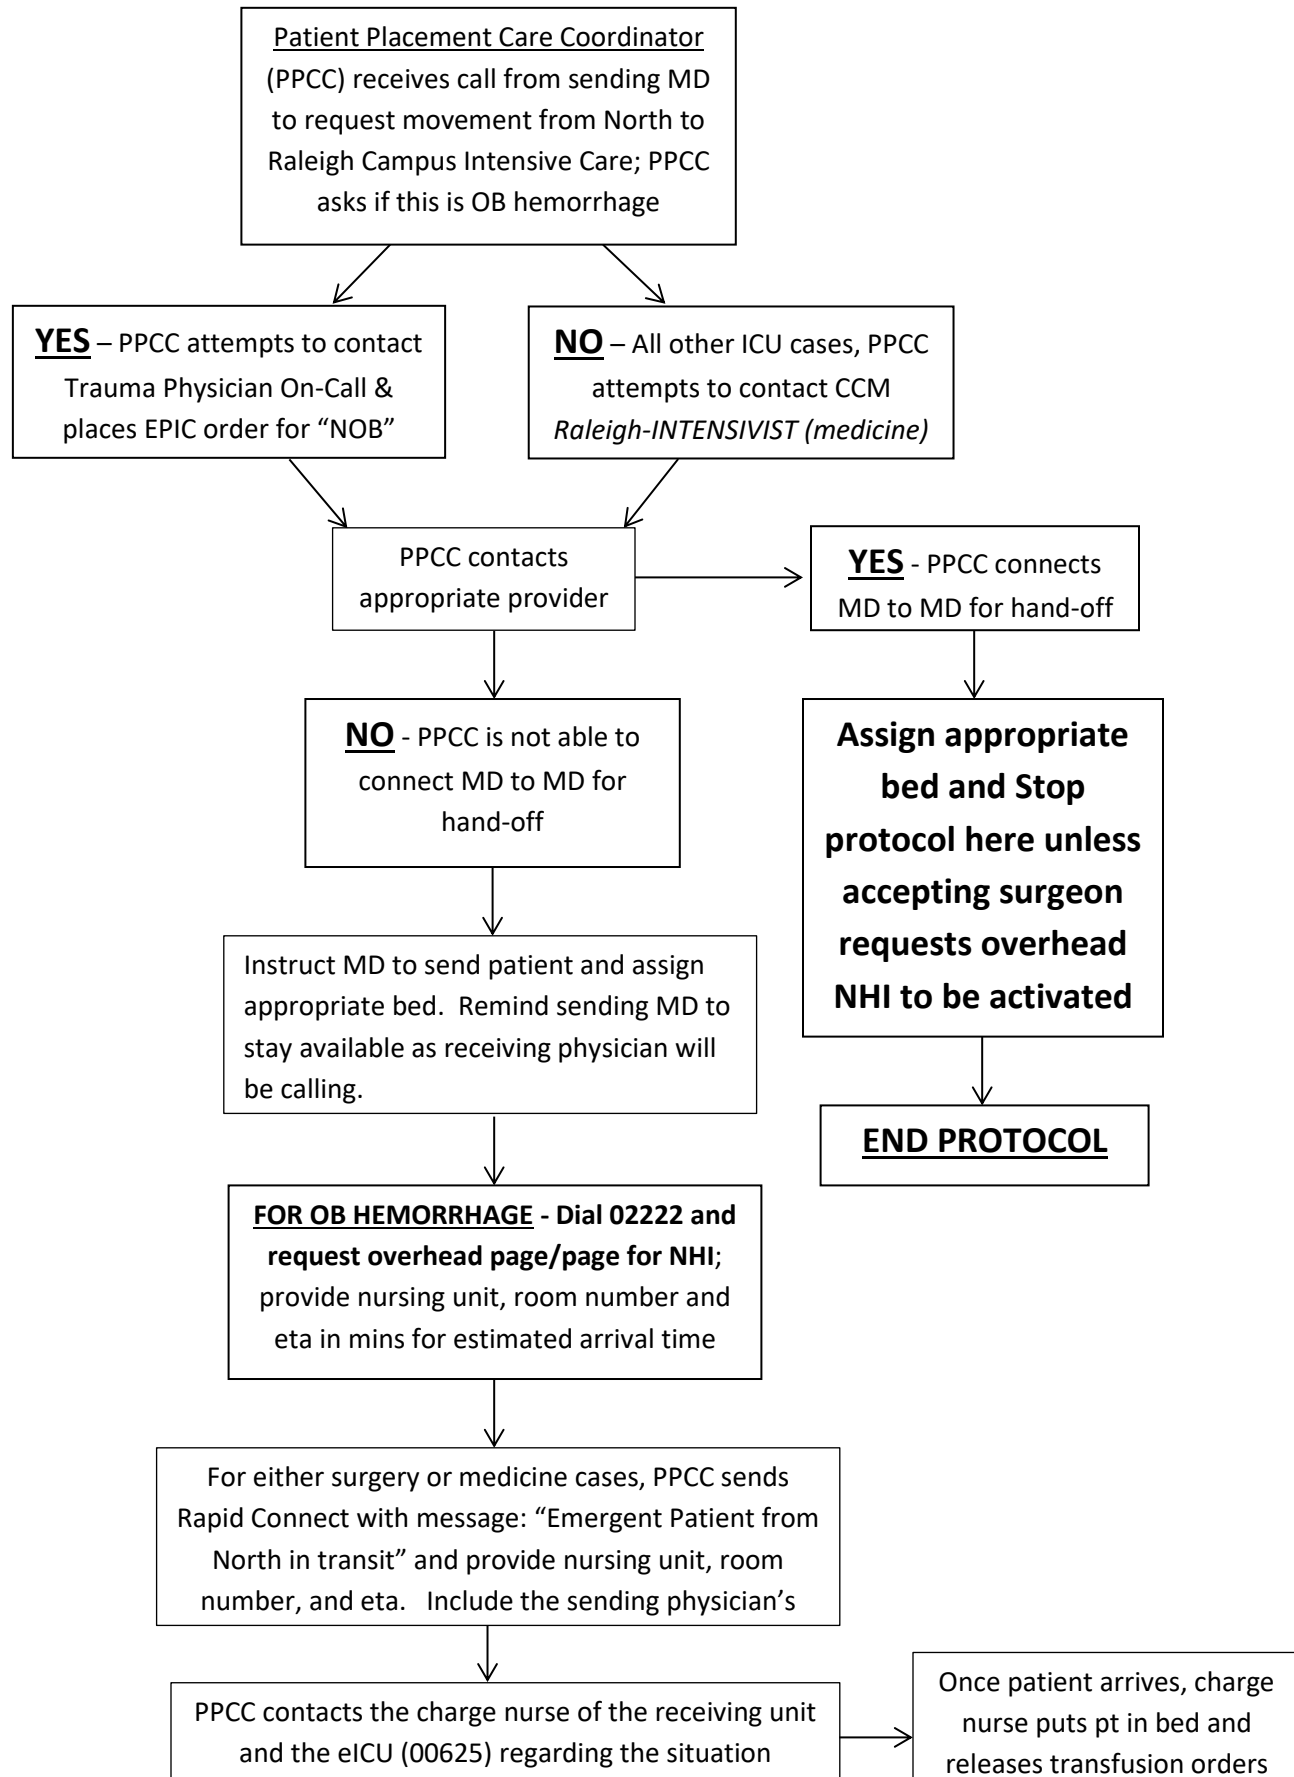 Patient Placement Care Coordinator
(PPCC) receives call from sending MD
to request movement from North to
Raleigh Campus Intensive Care; PPCC
asks if this is OB hemorrhage
YES – PPCC attempts to contact
Trauma Physician On-Call &
places EPIC order for “NOB”
NO – All other ICU cases, PPCC
attempts to contact CCM
Raleigh-INTENSIVIST (medicine)
PPCC contacts
appropriate provider
YES - PPCC connects
MD to MD for hand-off
NO - PPCC is not able to
connect MD to MD for
hand-off
Assign appropriate
bed and Stop
protocol here unless
accepting surgeon
requests overhead
NHI to be activated
Instruct MD to send patient and assign
appropriate bed.  Remind sending MD to
stay available as receiving physician will
be calling.
END PROTOCOL
FOR OB HEMORRHAGE - Dial 02222 and
request overhead page/page for NHI;
provide nursing unit, room number and
eta in mins for estimated arrival time
For either surgery or medicine cases, PPCC sends
Rapid Connect with message: “Emergent Patient from
North in transit” and provide nursing unit, room
number, and eta.   Include the sending physician’s
PPCC contacts the charge nurse of the receiving unit
and the eICU (00625) regarding the situation
Once patient arrives, charge
nurse puts pt in bed and
releases transfusion orders